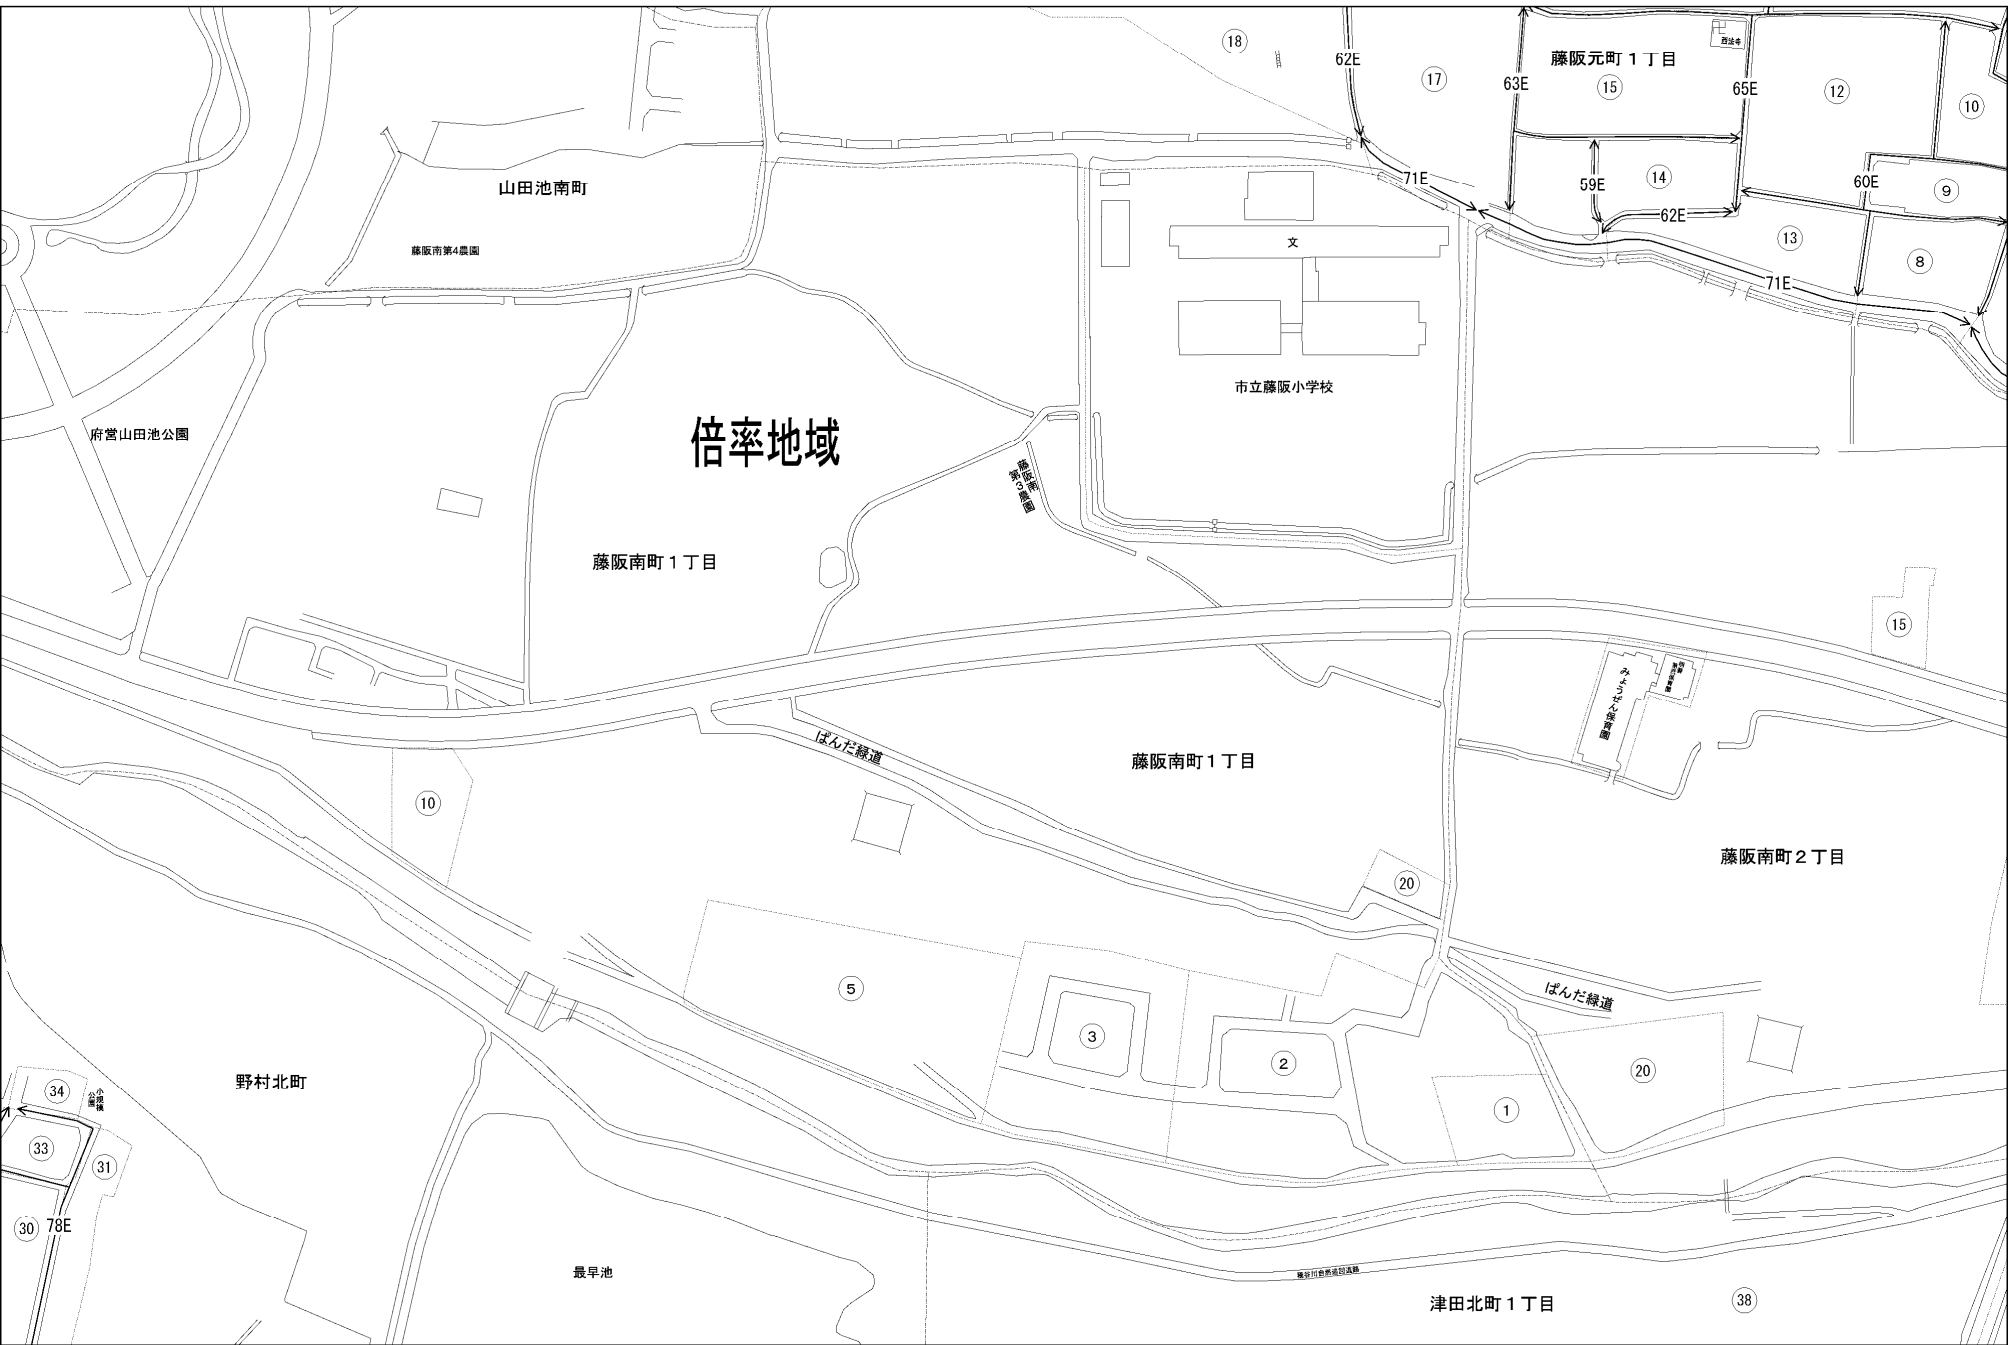 18
62E
17
63E
藤阪元町1丁目
15
西法寺
65E
12
10
71E
59E
14
62E
60E
9
13
8
71E
山田池南町
藤阪南第4農園
文
市立藤阪小学校
府営山田池公園
倍率地域
藤阪南
第3農園
藤阪南町1丁目
15
みょうぜん保育園
ぱんだ緑道
藤阪南町1丁目
10
藤阪南町2丁目
20
5
3
2
ぱんだ緑道
20
1
野村北町
34
小規模
公園
33
31
30
78E
最早池
津田北町1丁目
38